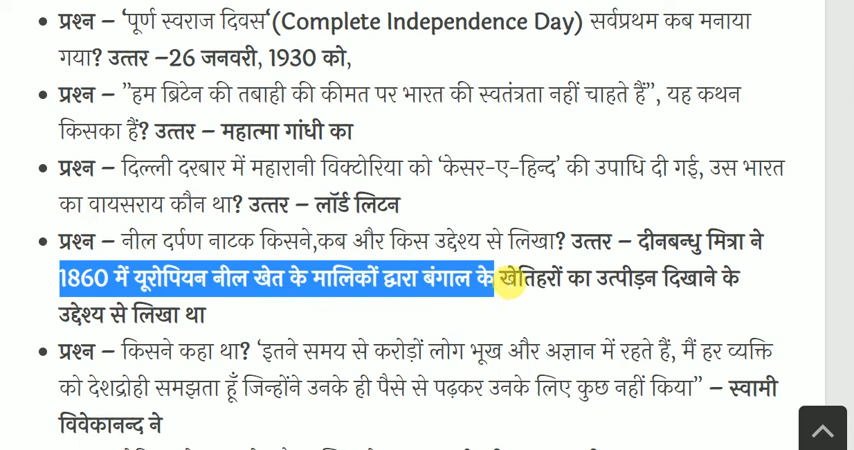 • प्रश्न – 'पूर्ण स्वराज दिवस'(Complete Independence Day) सर्वप्रथम कब मनाया
गया? उत्तर –26 जनवरी, 1930 को,
• प्रश्न – "हम ब्रिटेन की तबाही की कीमत पर भारत की स्वतंत्रता नहीं चाहते हैं", यह कथन
किसका हैं? उत्तर – महात्मा गांधी का
• प्रश्न – दिल्ली दरबार में महारानी विक्टोरिया को 'केसर-ए-हिन्द' की उपाधि दी गई, उस भारत
का वायसराय कौन था? उत्तर – लॉर्ड लिटन
• प्रश्न – नील दर्पण नाटक किसने,कब और किस उद्देश्य से लिखा? उत्तर – दीनबन्धु मित्रा ने
1860 में यूरोपियन नील खेत के मालिकों द्वारा बंगाल के खेतिहरों का उत्पीड़न दिखाने के
उद्देश्य से लिखा था
• प्रश्न – किसने कहा था? 'इतने समय से करोड़ों लोग भूख और अज्ञान में रहते हैं, मैं हर व्यक्ति
को देशद्रोही समझता हूँ जिन्होंने उनके ही पैसे से पढ़कर उनके लिए कुछ नहीं किया" – स्वामी
विवेकानन्द ने